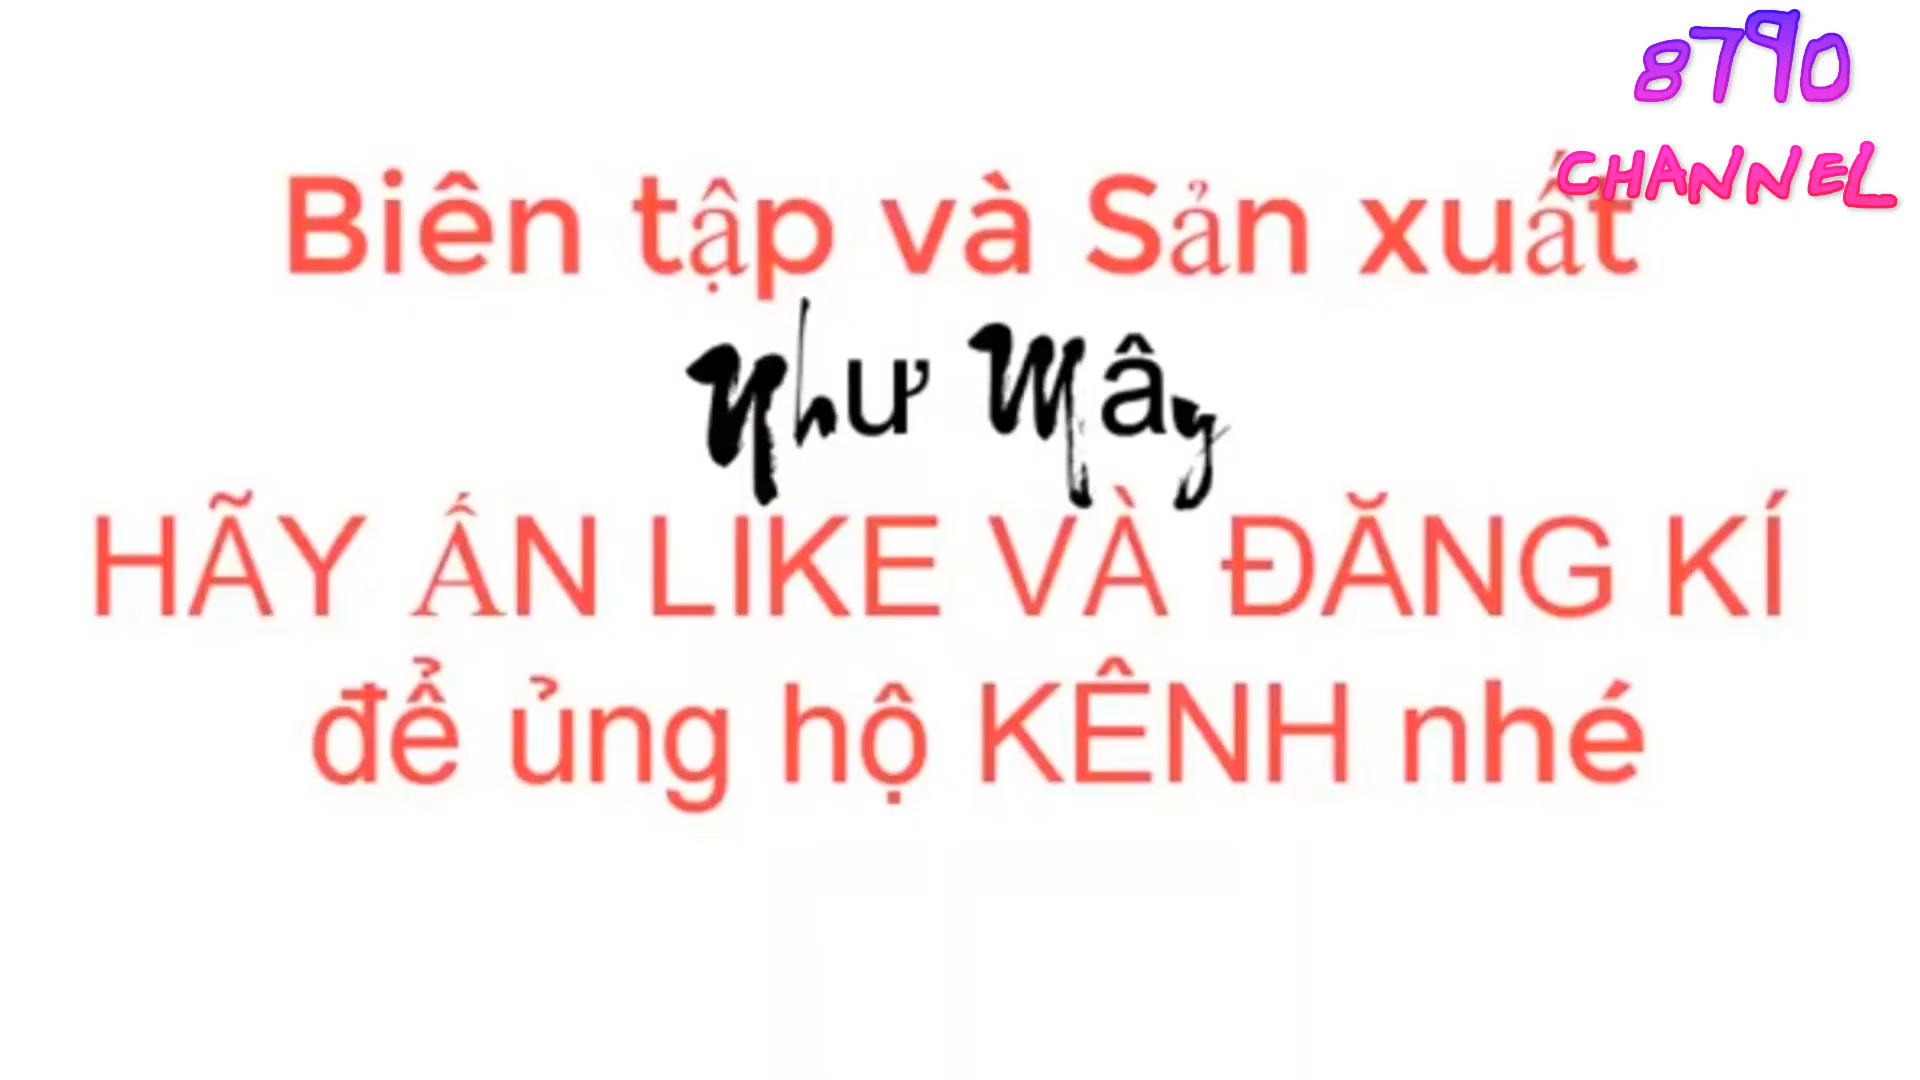 8790
CHANNEL
Biên tập và Sản xuất
Như Mây
HÃY ẤN LIKE VÀ ĐĂNG KÍ
để ủng hộ KÊNH nhé